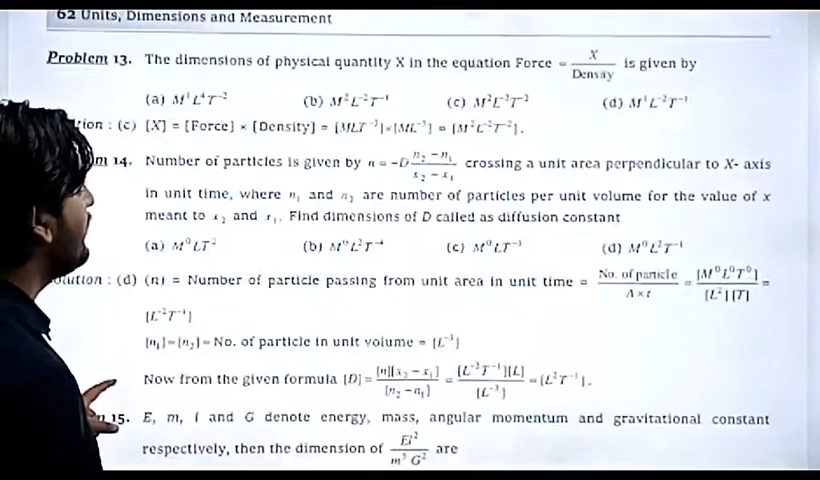 62 Units, Dimensions and Measurement
Problem 13. The dimensions of physical quantity X in the equation Force = X/Density is given by
(a) M¹L⁴T⁻² (b) M²L⁻²T⁻¹ (c) M²L⁻²T⁻² (d) M¹L⁻²T⁻¹
tion : (c) [X] = [Force] × [Density] = [MLT⁻²]×[ML⁻³] = [M²L⁻²T⁻²].
m 14. Number of particles is given by n = −D (n₂ − n₁)/(x₂ − x₁) crossing a unit area perpendicular to X- axis
in unit time, where n₁ and n₂ are number of particles per unit volume for the value of x
meant to x₂ and x₁. Find dimensions of D called as diffusion constant
(a) M⁰LT² (b) M⁰L²T⁻⁴ (c) M⁰LT⁻³ (d) M⁰L²T⁻¹
olution : (d) (n) = Number of particle passing from unit area in unit time = No. of particle/(A × t) = [M⁰L⁰T⁰]/([L²][T]) =
[L⁻²T⁻¹]
[n₁]=[n₂]= No. of particle in unit volume = [L⁻³]
Now from the given formula [D] = [n][x₂ − x₁]/[n₂ − n₁] = [L⁻²T⁻¹][L]/[L⁻³] = [L²T⁻¹].
15. E, m, l and G denote energy, mass, angular momentum and gravitational constant
respectively, then the dimension of El²/(m⁵G²) are